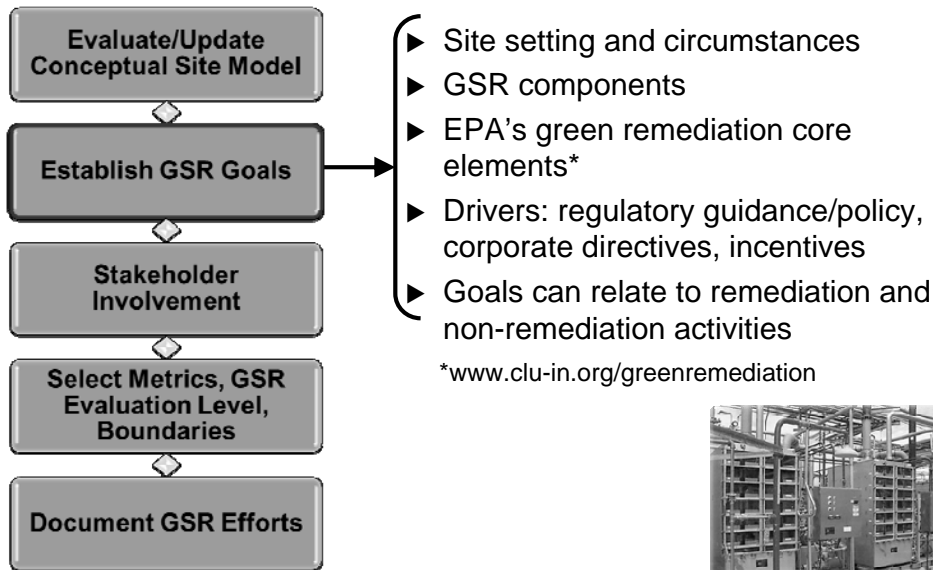 Evaluate/Update
Conceptual Site Model
Establish GSR Goals
Stakeholder
Involvement
Select Metrics, GSR
Evaluation Level,
Boundaries
Document GSR Efforts
► Site setting and circumstances
► GSR components
► EPA's green remediation core
elements*
► Drivers: regulatory guidance/policy,
corporate directives, incentives
► Goals can relate to remediation and
non-remediation activities
*www.clu-in.org/greenremediation